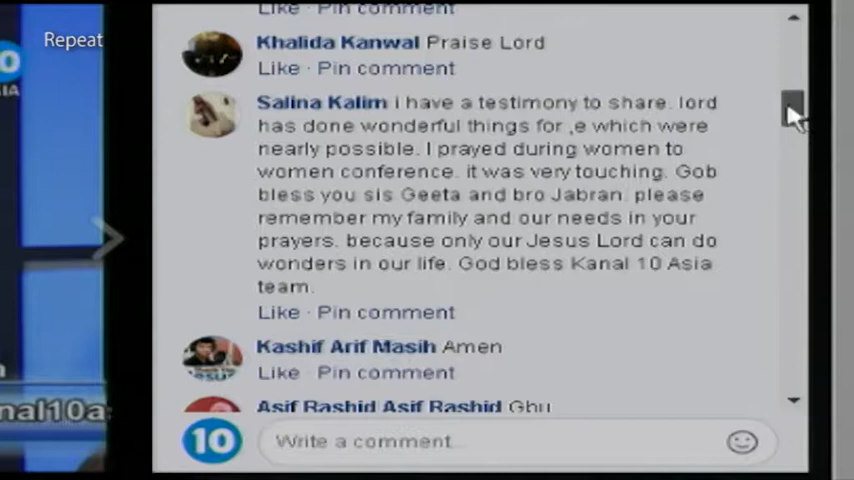 Like · Pin comment
Repeat
Khalida Kanwal Praise Lord
Like · Pin comment
10
IA
Salina Kalim i have a testimony to share. lord
has done wonderful things for ,e which were
nearly possible. I prayed during women to
women conference. it was very touching. Gob
bless you sis Geeta and bro Jabran. please
remember my family and our needs in your
prayers. because only our Jesus Lord can do
wonders in our life. God bless Kanal 10 Asia
team.
Like · Pin comment
Kashif Arif Masih Amen
Like · Pin comment
Asif Rashid Asif Rashid Gbu
nal10a
10
Write a comment...